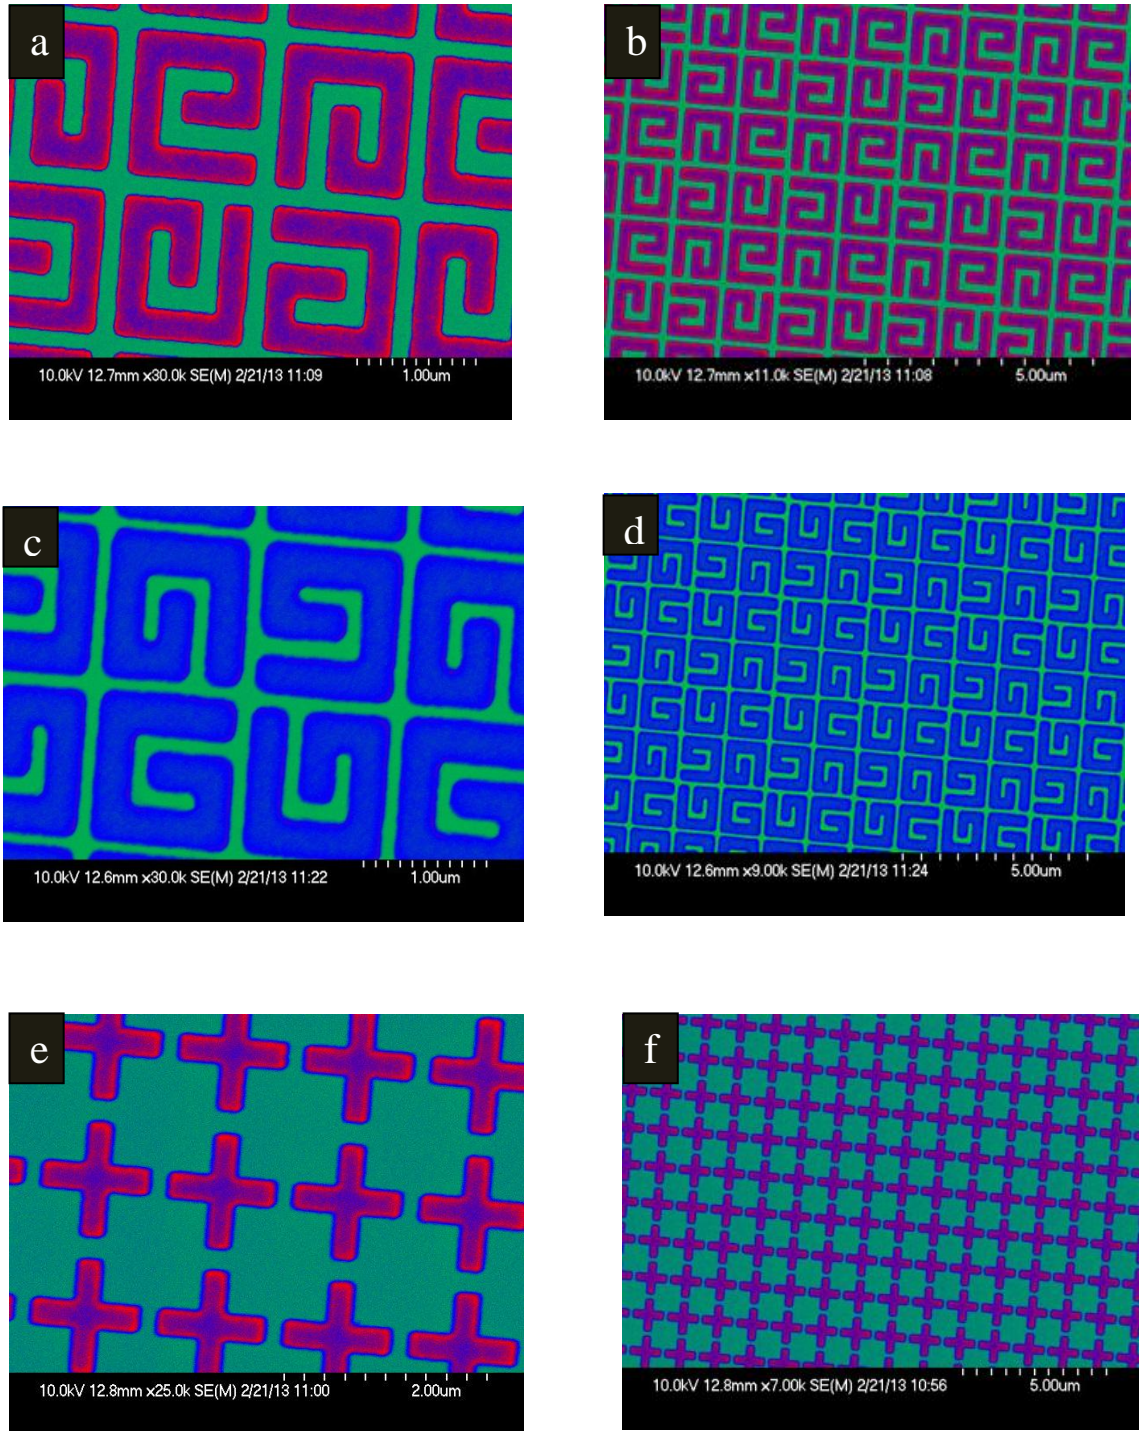 a
b
10.0kV 12.7mm x30.0k SE(M) 2/21/13 11:09
1.00um
10.0kV 12.7mm x11.0k SE(M) 2/21/13 11:08
5.00um
c
d
10.0kV 12.6mm x30.0k SE(M) 2/21/13 11:22
1.00um
10.0kV 12.6mm x9.00k SE(M) 2/21/13 11:24
5.00um
e
f
10.0kV 12.8mm x25.0k SE(M) 2/21/13 11:00
2.00um
10.0kV 12.8mm x7.00k SE(M) 2/21/13 10:56
5.00um